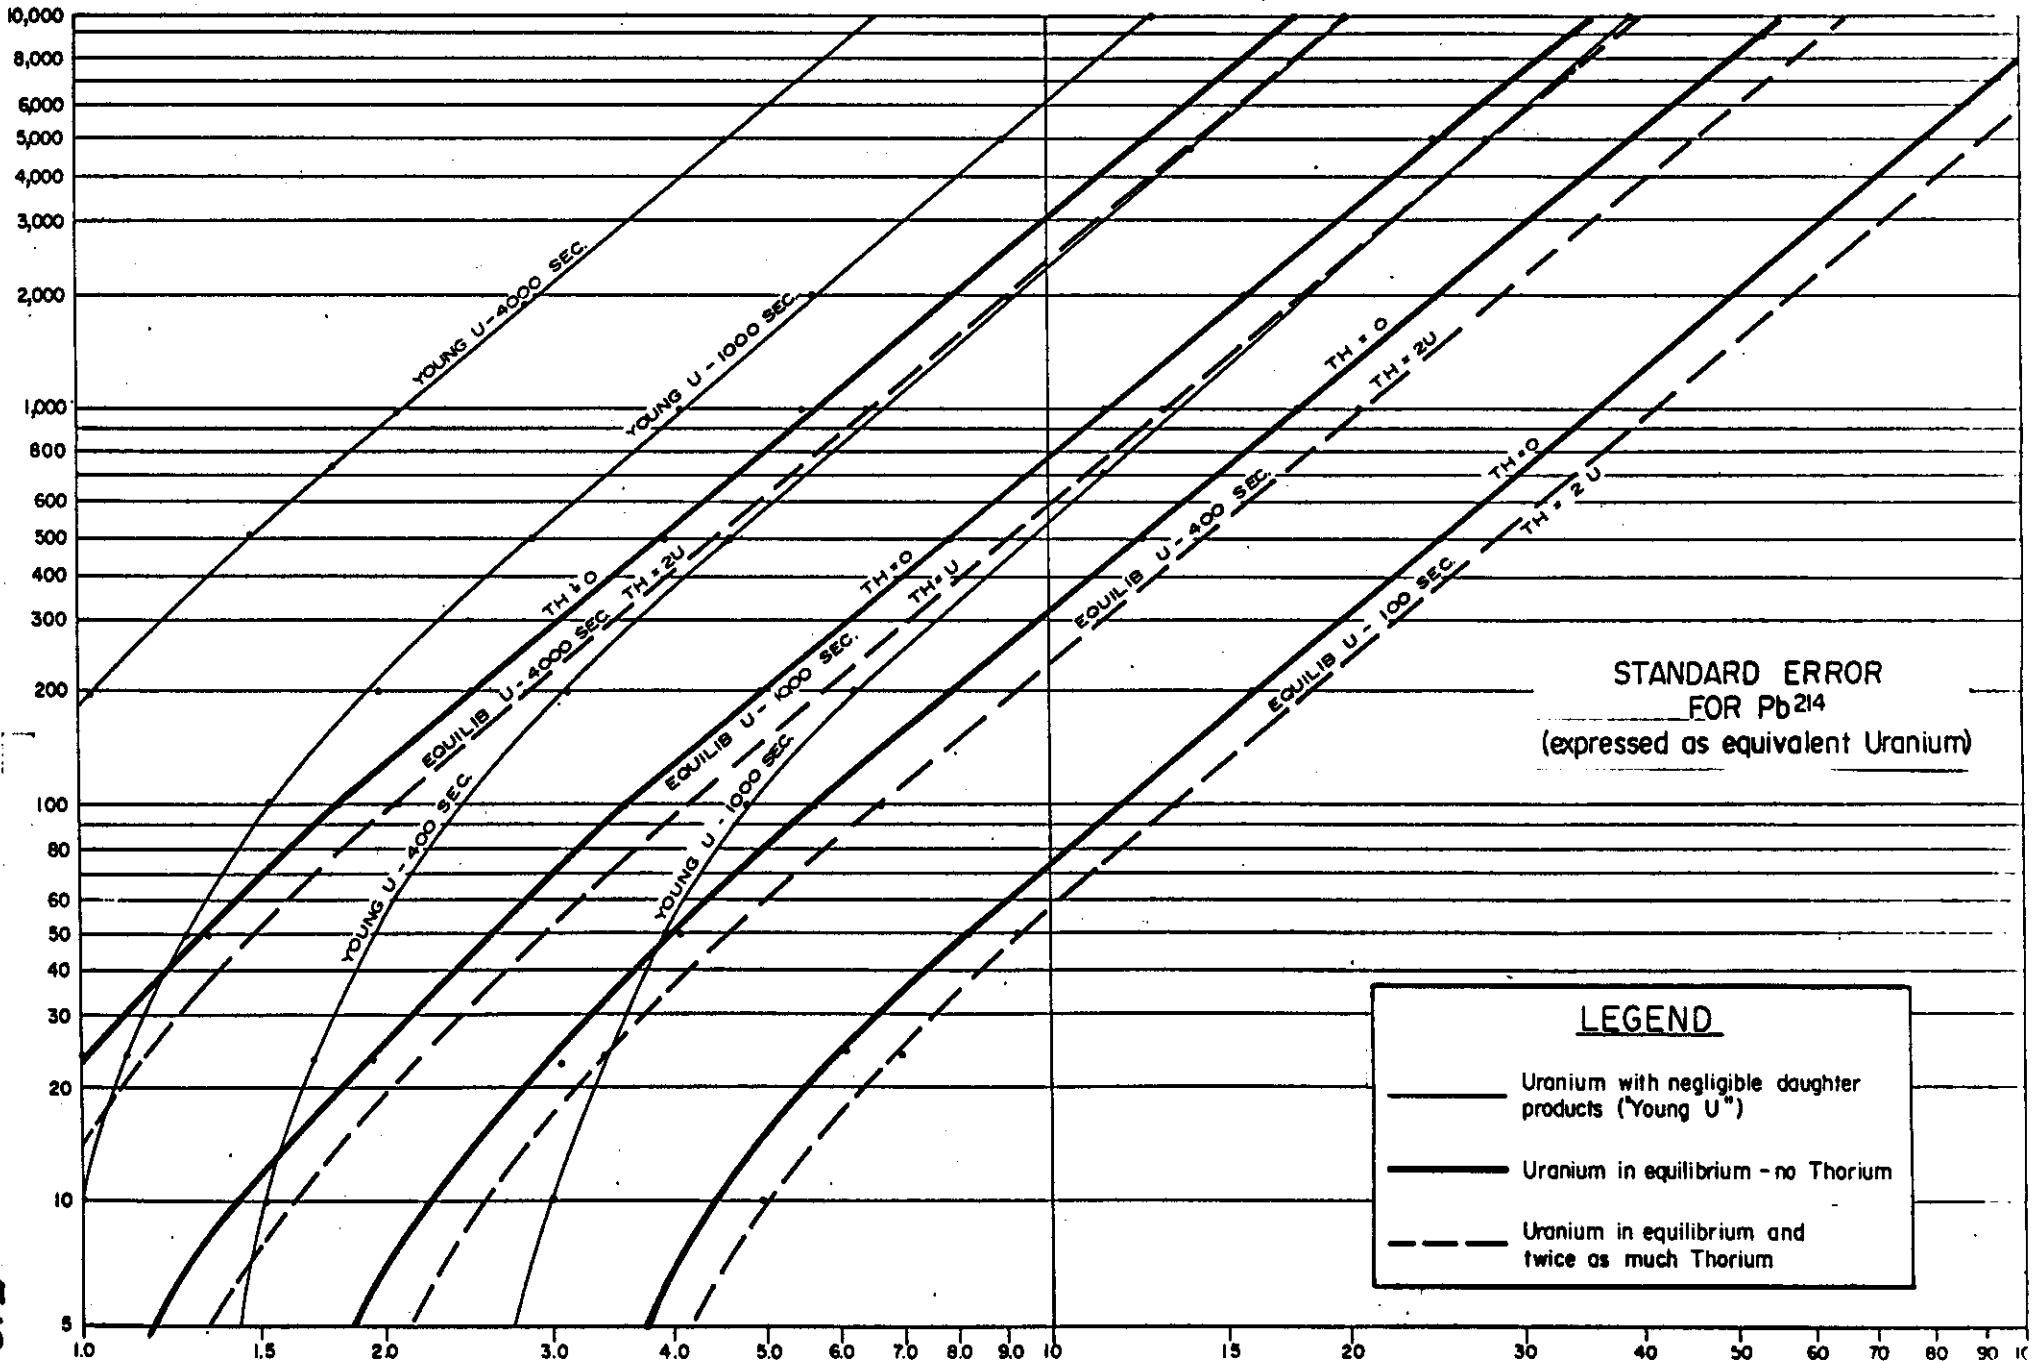 10,000
8,000
6,000
5,000
4,000
3,000
2,000
1,000
800
600
500
400
300
200
100
80
60
50
40
30
20
10
5
YOUNG U-4000 SEC.
YOUNG U-1000 SEC.
TH = 0
EQUILIB U-4000 SEC. TH = 2U
YOUNG U-400 SEC.
TH = 0
EQUILIB U-1000 SEC.
TH = U
YOUNG U-1000 SEC.
TH = 0
TH = 2U
EQUILIB U-400 SEC.
TH = 0
TH = 2U
EQUILIB U-100 SEC.
STANDARD ERROR
FOR Pb214
(expressed as equivalent Uranium)
LEGEND
Uranium with negligible daughter
products ("Young U")
Uranium in equilibrium - no Thorium
Uranium in equilibrium and
twice as much Thorium
1.0 1.5 2.0 3.0 4.0 5.0 6.0 7.0 8.0 9.0 10 15 20 30 40 50 60 70 80 90